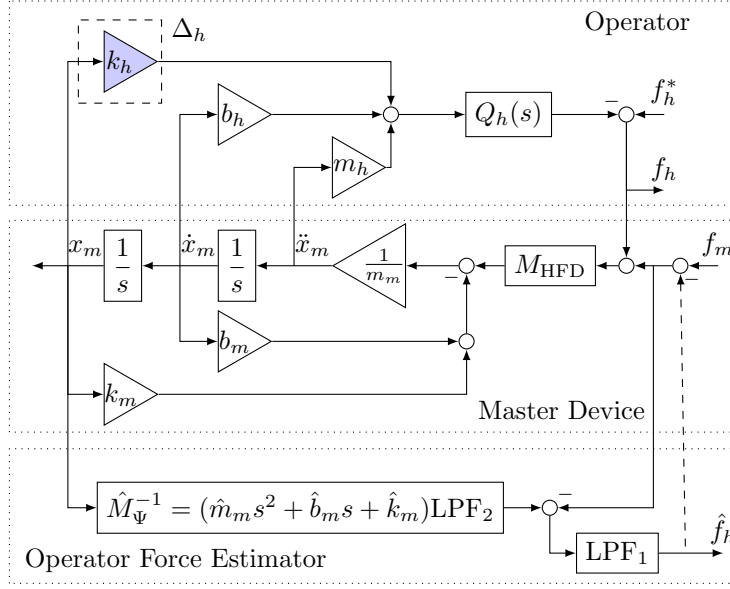 Operator
Δ_h
k_h
b_h
Q_h(s)
−
f_h^*
m_h
f_h
x_m
ẋ_m
ẍ_m
f_m
1/s
1/s
1/m_m
−
M_HFD
−
b_m
k_m
Master Device
M̂_Ψ^{-1} = (m̂_m s² + b̂_m s + k̂_m)LPF_2
−
f̂_h
Operator Force Estimator
LPF_1